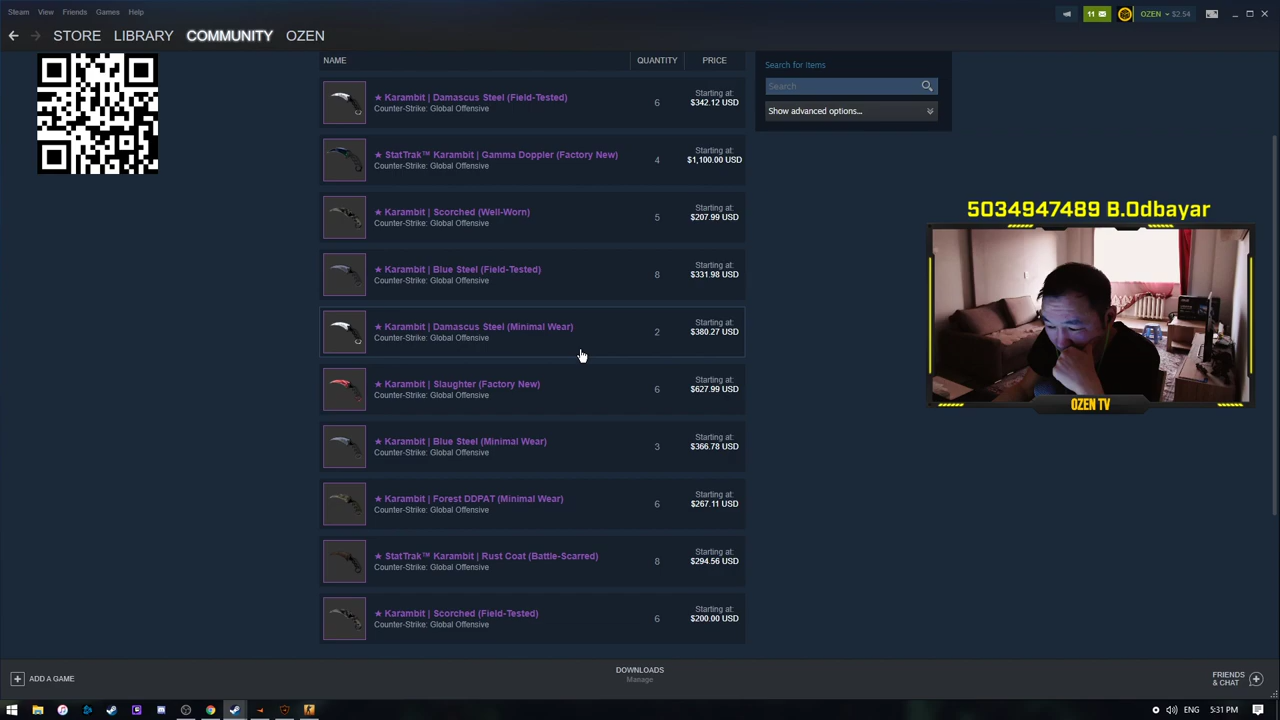 Steam View Friends Games Help
11 OZEN $2.54
STORE LIBRARY COMMUNITY OZEN
NAME QUANTITY PRICE
★ Karambit | Damascus Steel (Field-Tested)
Counter-Strike: Global Offensive
6
Starting at:
$342.12 USD
★ StatTrak™ Karambit | Gamma Doppler (Factory New)
Counter-Strike: Global Offensive
4
Starting at:
$1,100.00 USD
★ Karambit | Scorched (Well-Worn)
Counter-Strike: Global Offensive
5
Starting at:
$207.99 USD
★ Karambit | Blue Steel (Field-Tested)
Counter-Strike: Global Offensive
8
Starting at:
$331.98 USD
★ Karambit | Damascus Steel (Minimal Wear)
Counter-Strike: Global Offensive
2
Starting at:
$380.27 USD
★ Karambit | Slaughter (Factory New)
Counter-Strike: Global Offensive
6
Starting at:
$627.99 USD
★ Karambit | Blue Steel (Minimal Wear)
Counter-Strike: Global Offensive
3
Starting at:
$366.78 USD
★ Karambit | Forest DDPAT (Minimal Wear)
Counter-Strike: Global Offensive
6
Starting at:
$267.11 USD
★ StatTrak™ Karambit | Rust Coat (Battle-Scarred)
Counter-Strike: Global Offensive
8
Starting at:
$294.56 USD
★ Karambit | Scorched (Field-Tested)
Counter-Strike: Global Offensive
6
Starting at:
$200.00 USD
Search for Items
Search
Show advanced options...
5034947489 B.Odbayar
OZEN TV
ADD A GAME
DOWNLOADS
Manage
FRIENDS
& CHAT
ENG 5:31 PM